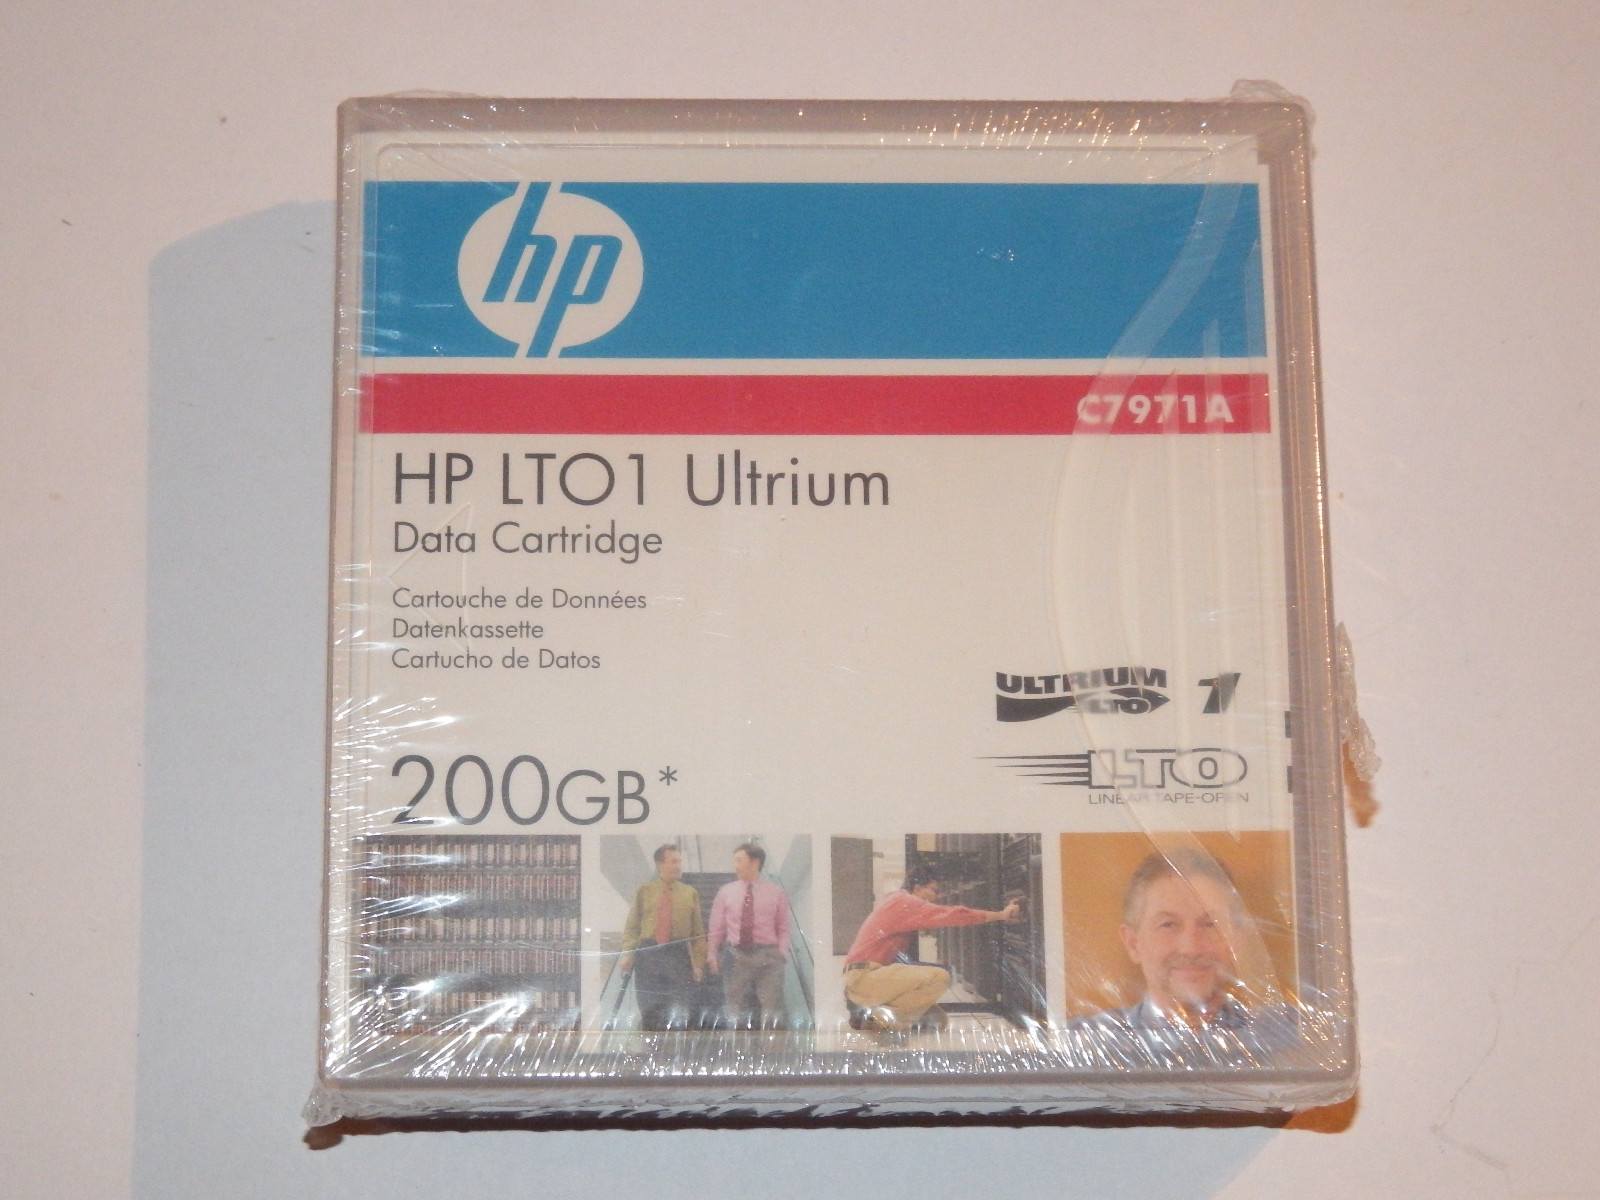 hp
C7971A
HP LTO1 Ultrium
Data Cartridge
Cartouche de Données
Datenkassette
Cartucho de Datos
ULTRIUM
LTO 1
200GB*
LTO
LINEAR TAPE-OPEN